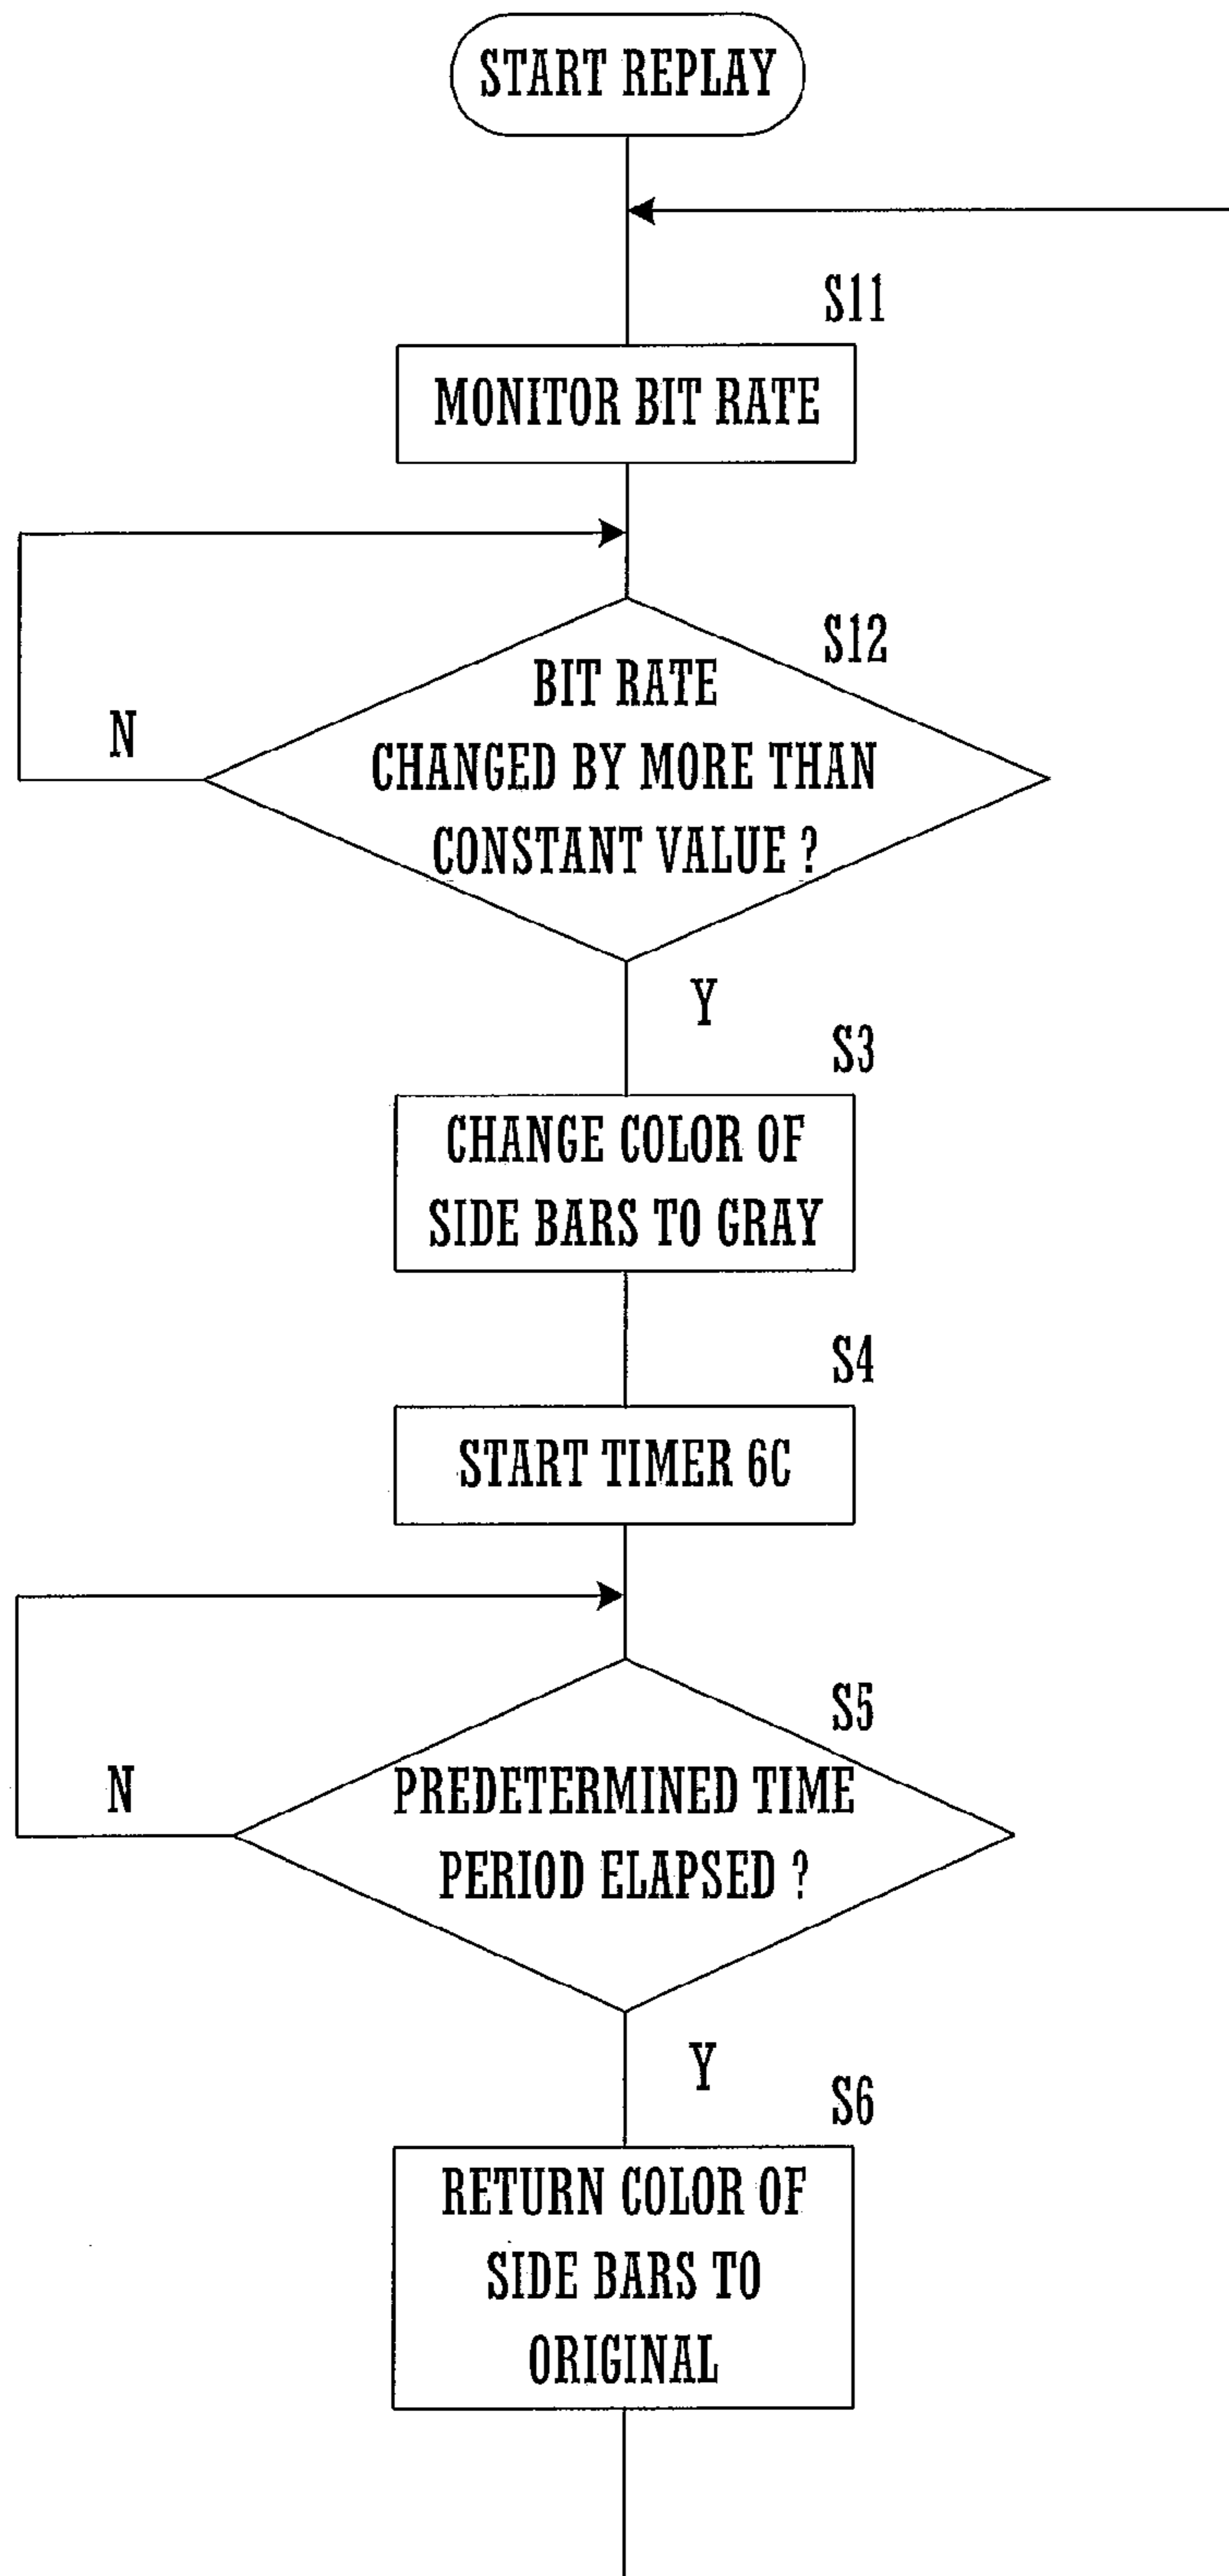 START REPLAY
S11
MONITOR BIT RATE
S12
BIT RATE
CHANGED BY MORE THAN
CONSTANT VALUE ?
N
Y
S3
CHANGE COLOR OF
SIDE BARS TO GRAY
S4
START TIMER 6C
S5
PREDETERMINED TIME
PERIOD ELAPSED ?
N
Y
S6
RETURN COLOR OF
SIDE BARS TO
ORIGINAL